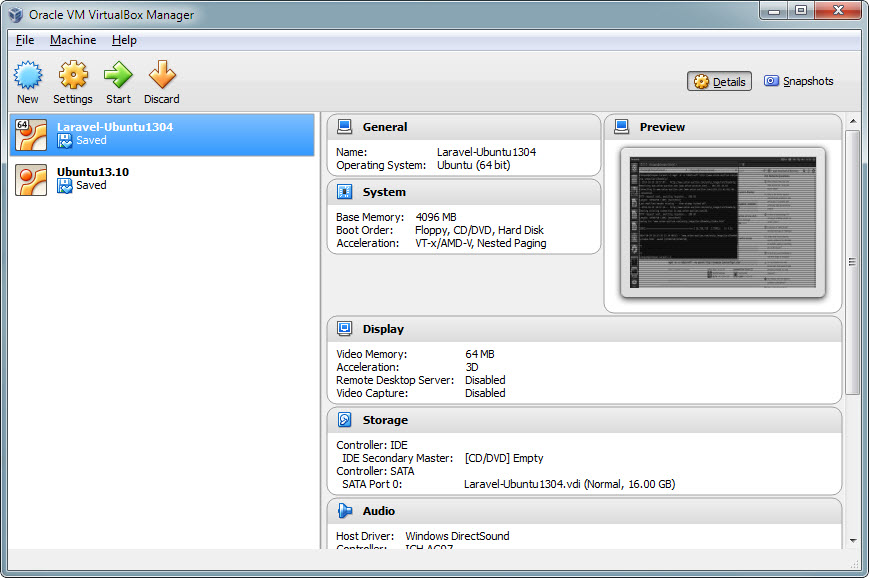 Oracle VM VirtualBox Manager
File Machine Help
New Settings Start Discard
Details Snapshots
64 Laravel-Ubuntu1304
Saved
Ubuntu13.10
Saved
General
Name: Laravel-Ubuntu1304
Operating System: Ubuntu (64 bit)
System
Base Memory: 4096 MB
Boot Order: Floppy, CD/DVD, Hard Disk
Acceleration: VT-x/AMD-V, Nested Paging
Preview
Display
Video Memory: 64 MB
Acceleration: 3D
Remote Desktop Server: Disabled
Video Capture: Disabled
Storage
Controller: IDE
IDE Secondary Master: [CD/DVD] Empty
Controller: SATA
SATA Port 0: Laravel-Ubuntu1304.vdi (Normal, 16.00 GB)
Audio
Host Driver: Windows DirectSound
Controller: ICH AC97